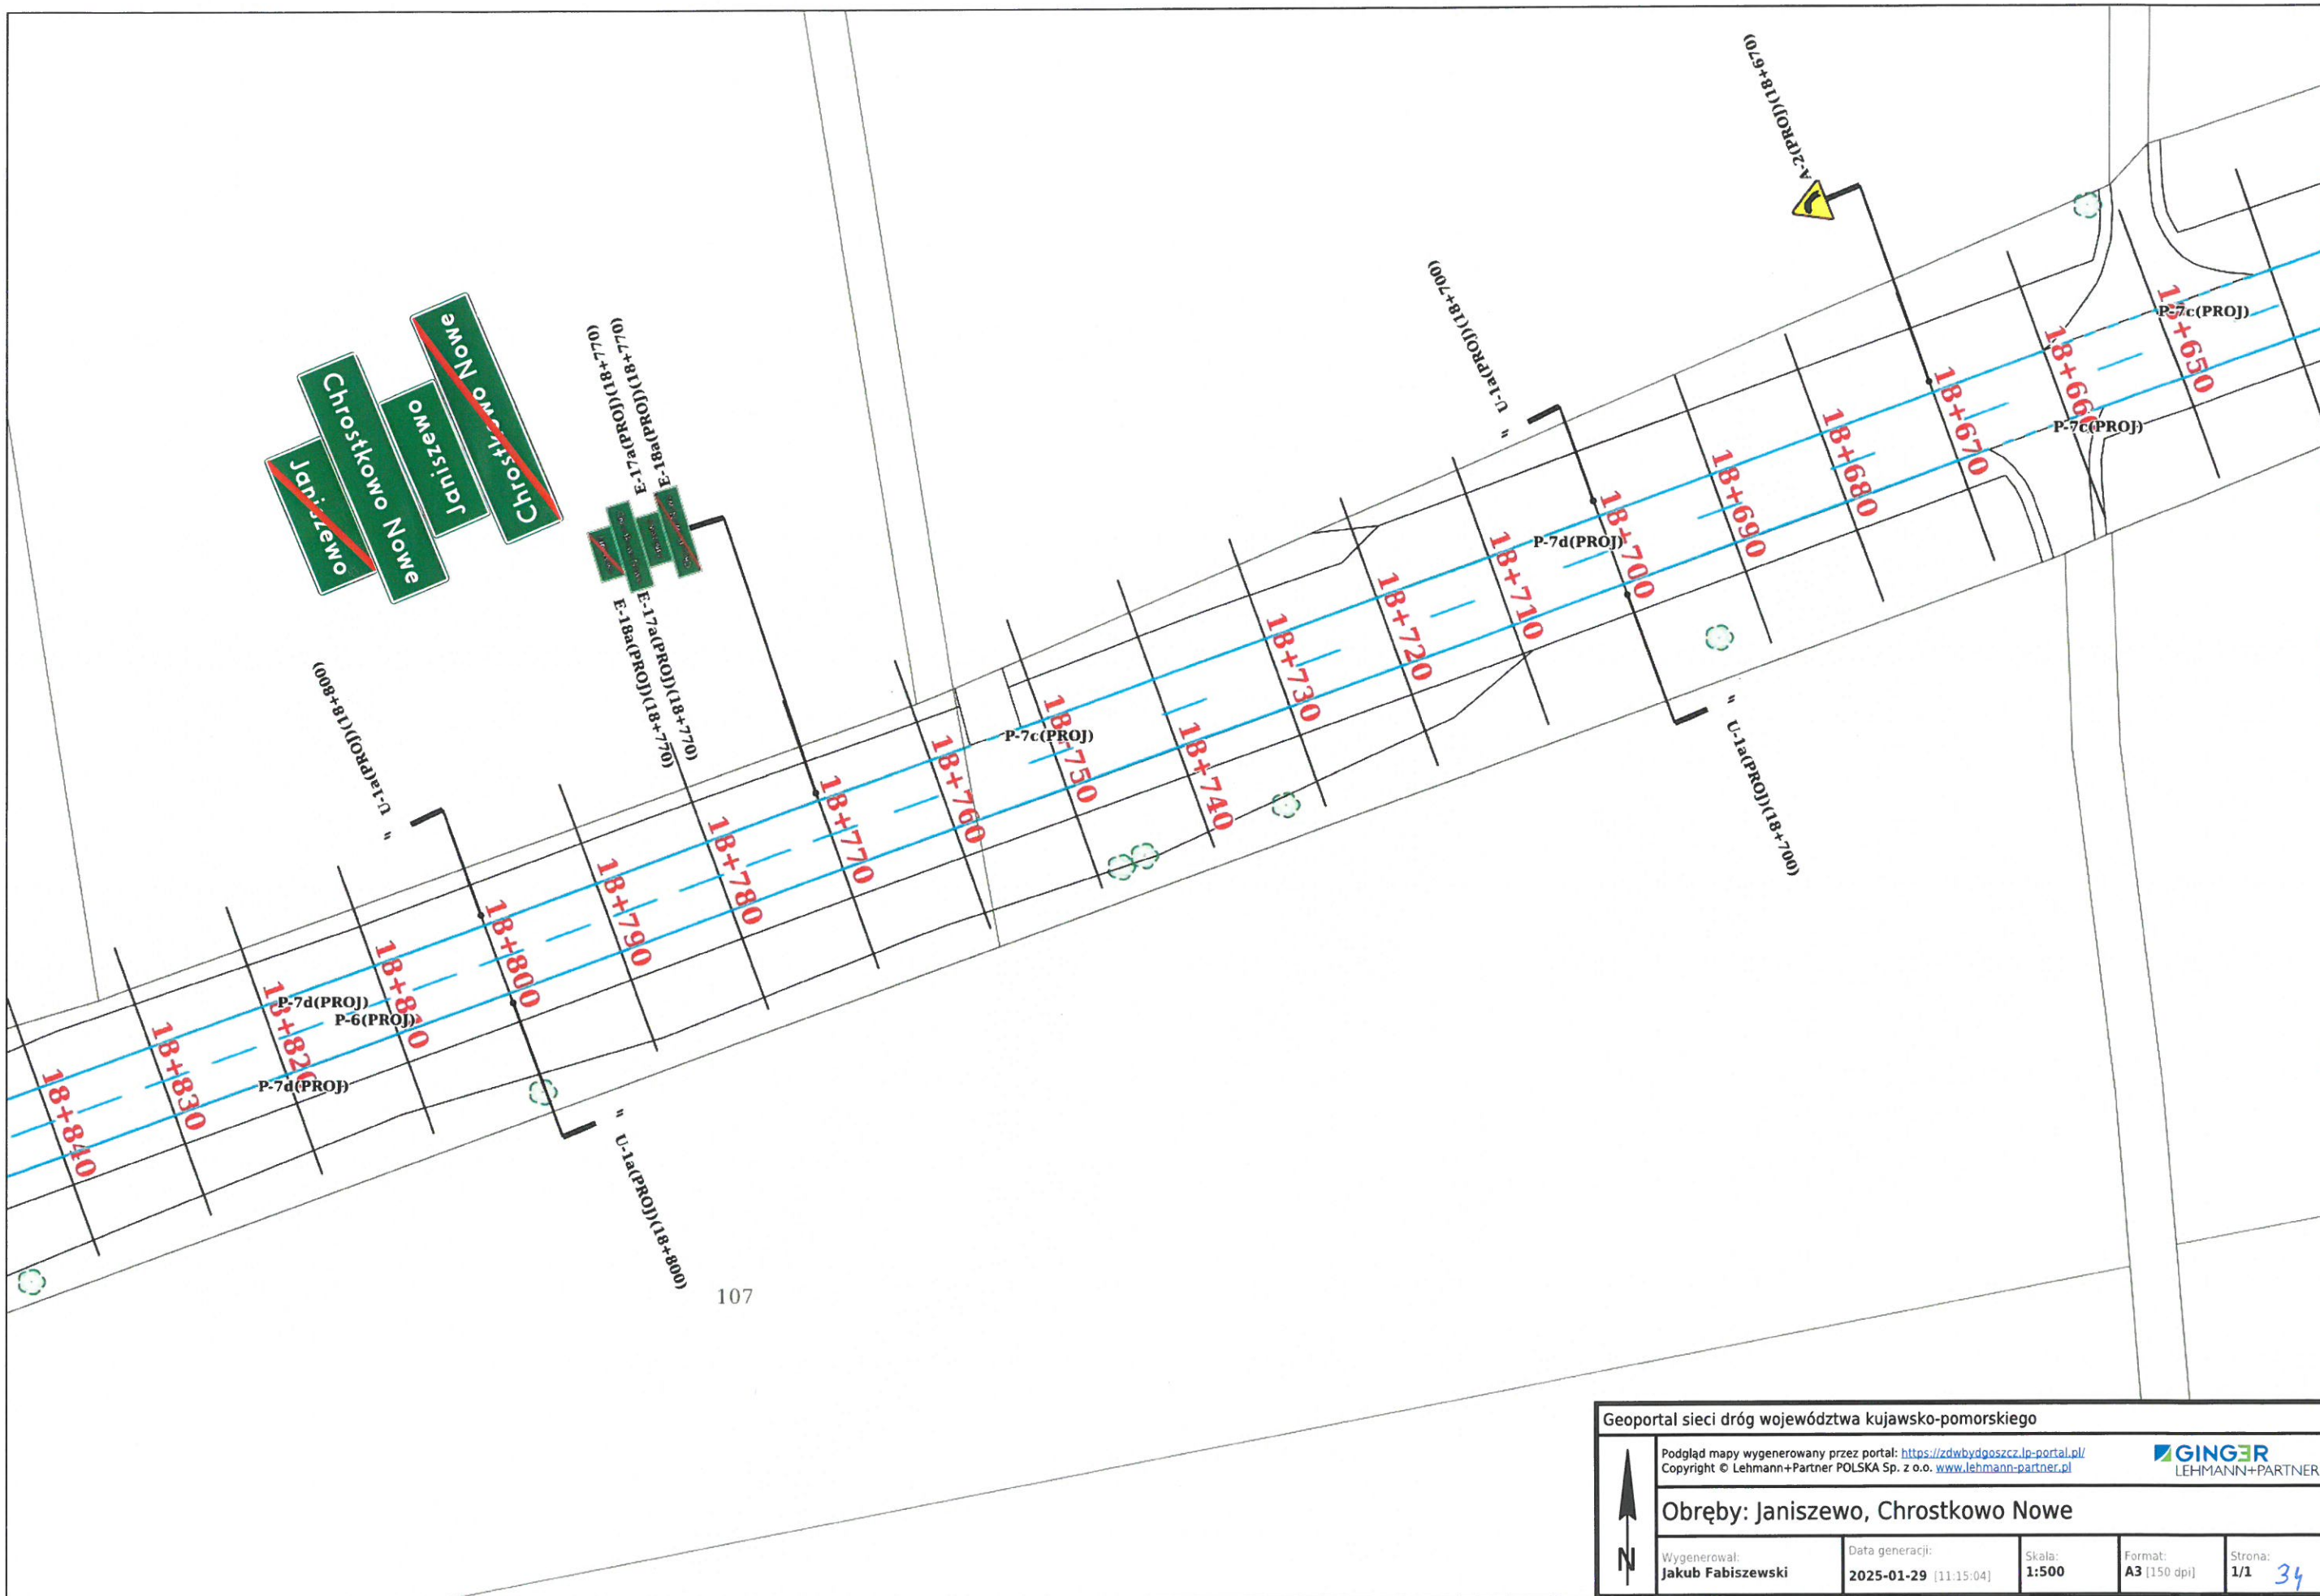 A-2(PROJ)(18+670)
U-1a(PROJ)(18+700)
"
E-17a(PROJ)(18+770)
E-18a(PROJ)(18+770)
Chrostkowo Nowe
Janiszewo
Chrostkowo Nowe
Janiszewo
E-18a(PROJ)(18+770)
E-17a(PROJ)(18+770)
U-1a(PROJ)(18+800)
"
18+650
P-7c(PROJ)
18+660
P-7c(PROJ)
18+670
18+680
18+690
18+700
P-7d(PROJ)
18+710
18+720
18+730
18+740
18+750
P-7c(PROJ)
18+760
18+770
18+780
18+790
18+800
18+810
18+820
P-7d(PROJ)
P-6(PROJ)
P-7d(PROJ)
18+830
18+840
"
U-1a(PROJ)(18+700)
"
U-1a(PROJ)(18+800)
107
Geoportal sieci dróg województwa kujawsko-pomorskiego
Podgląd mapy wygenerowany przez portal: https://zdwbydgoszcz.lp-portal.pl/
Copyright © Lehmann+Partner POLSKA Sp. z o.o. www.lehmann-partner.pl
GINGER
LEHMANN+PARTNER
Obręby: Janiszewo, Chrostkowo Nowe
N
Wygenerował:
Jakub Fabiszewski
Data generacji:
2025-01-29 [11:15:04]
Skala:
1:500
Format:
A3 [150 dpi]
Strona:
1/1
34